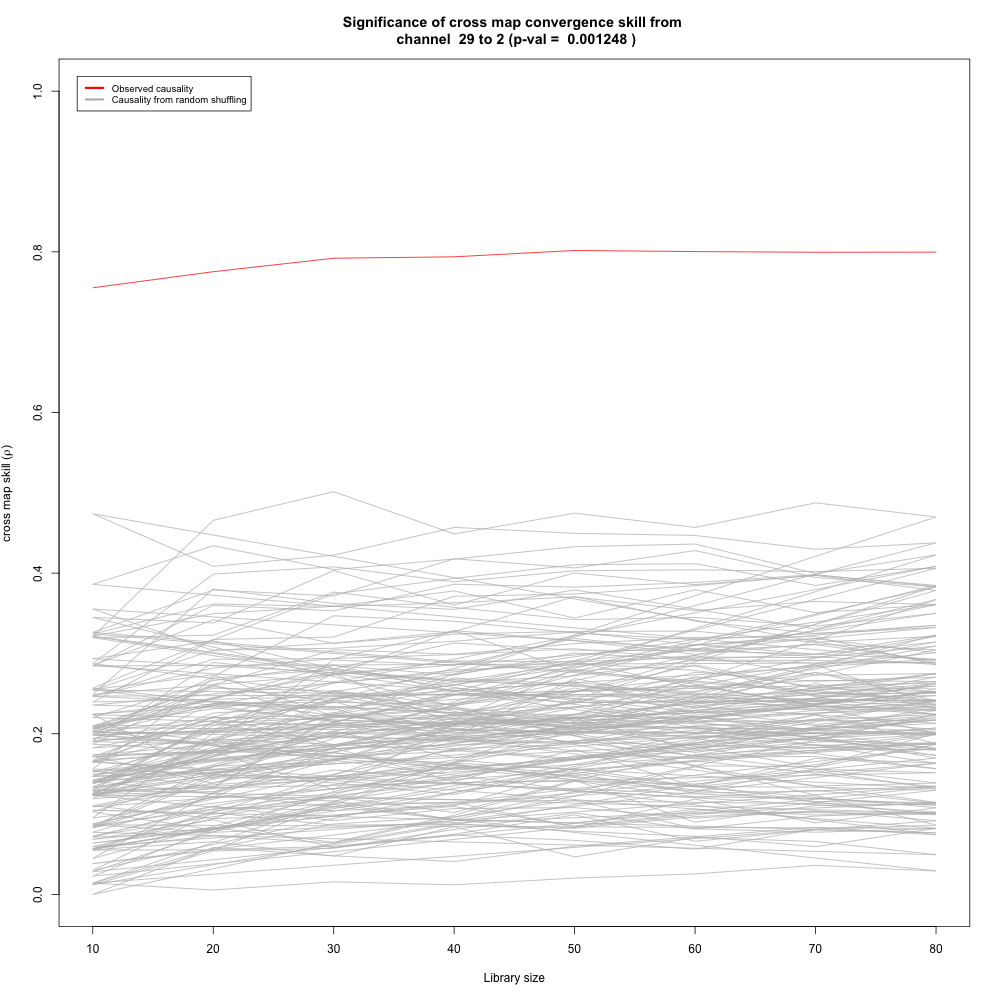 Significance of cross map convergence skill from
channel  29 to 2 (p-val =  0.001248 )
Observed causality
Causality from random shuffling
1.0
0.8
0.6
0.4
0.2
0.0
cross map skill (ρ)
10 20 30 40 50 60 70 80
Library size